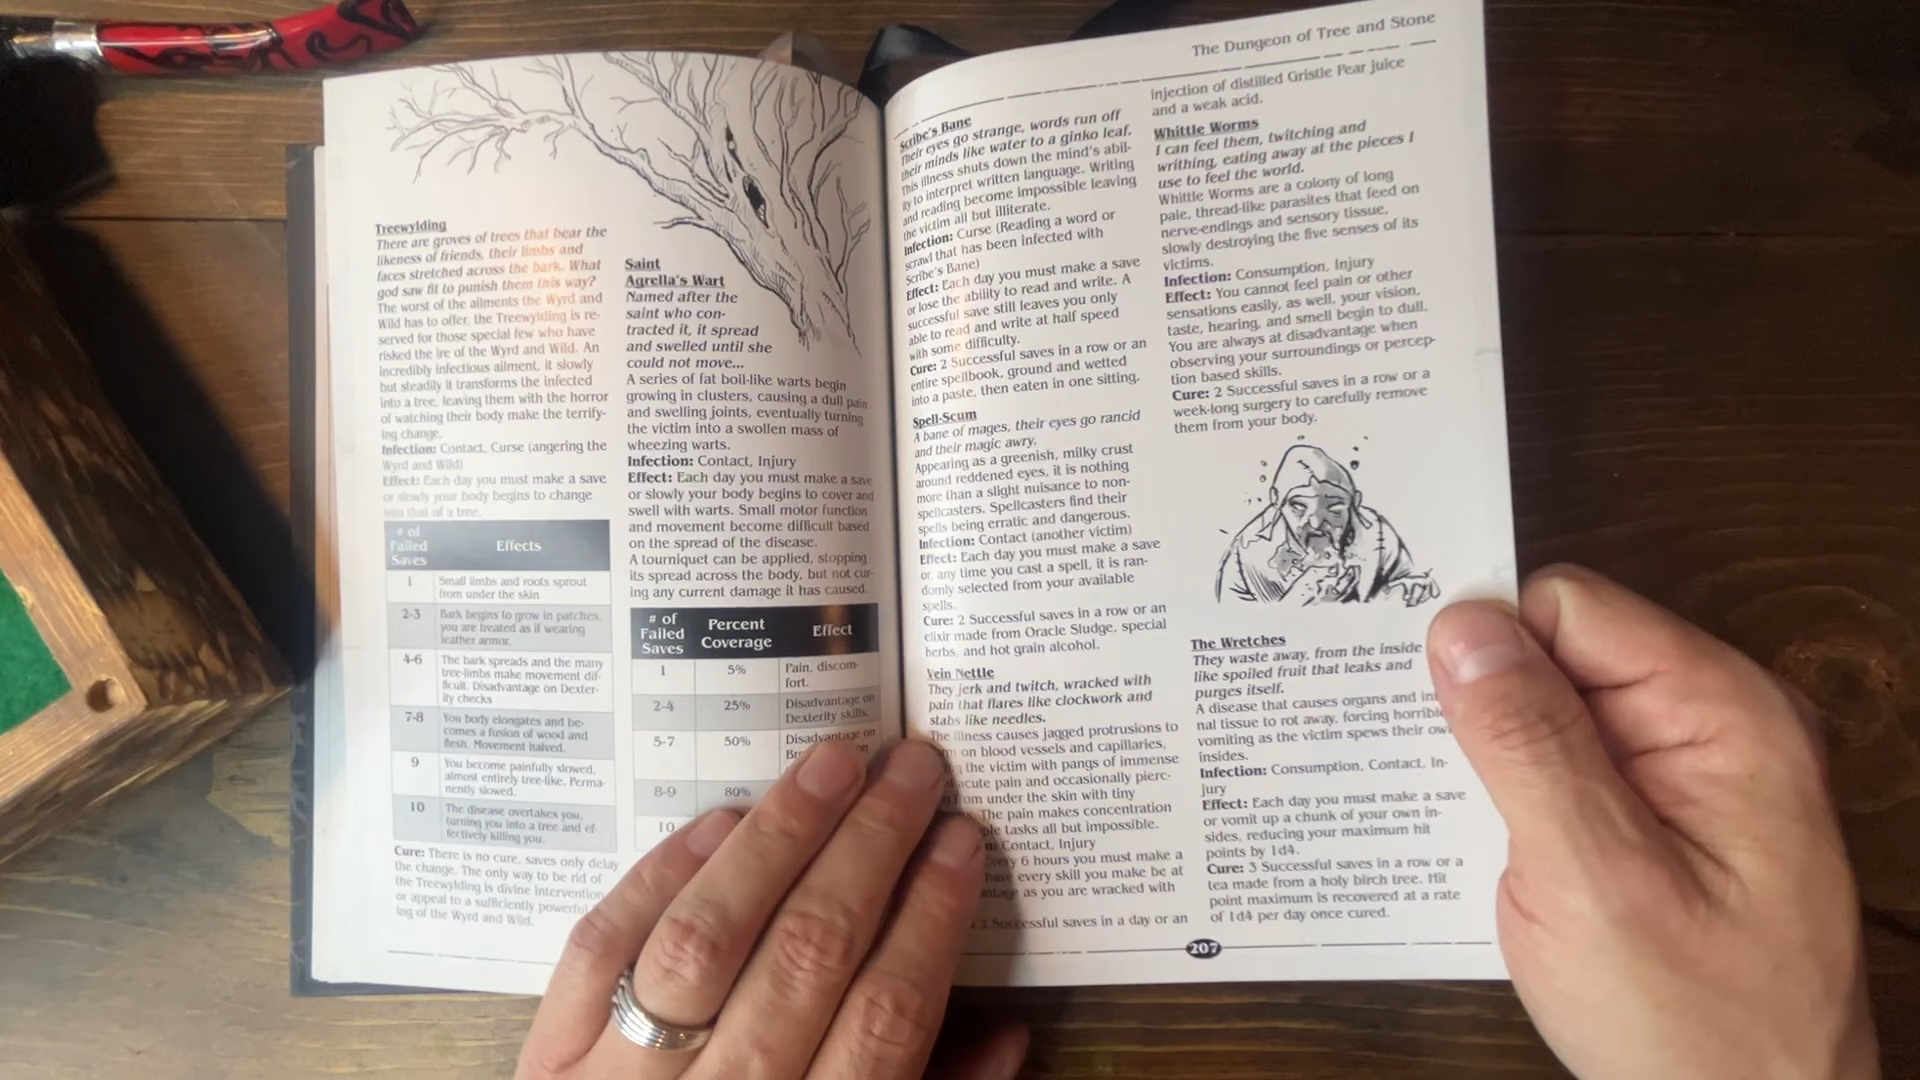 Treewylding
There are groves of trees that bear the
likeness of friends, their limbs and
faces stretched across the bark. What
god saw fit to punish them this way?
The worst of the ailments the Wyrd and
Wild has to offer, the Treewylding is re-
served for those special few who have
risked the ire of the Wyrd and Wild. An
incredibly infectious ailment, it slowly
but steadily it transforms the infected
into a tree, leaving them with the horror
of watching their body make the terrify-
ing change.
Infection: Contact, Curse (angering the
Wyrd and Wild)
Effect: Each day you must make a save
or slowly your body begins to change
into that of a tree.
# of
Failed
Saves
Effects
1
Small limbs and roots sprout
from under the skin
2-3
Bark begins to grow in patches,
you are treated as if wearing
leather armor.
4-6
The bark spreads and the many
tree-limbs make movement dif-
ficult. Disadvantage on Dexter-
ity checks
7-8
You body elongates and be-
comes a fusion of wood and
flesh. Movement halved.
9
You become painfully slowed,
almost entirely tree-like. Perma-
nently slowed.
10
The disease overtakes you,
turning you into a tree and ef-
fectively killing you.
Cure: There is no cure, saves only delay
the change. The only way to be rid of
the Treewylding is divine intervention
or appeal to a sufficiently powerful
ing of the Wyrd and Wild.
Saint
Agrella's Wart
Named after the
saint who con-
tracted it, it spread
and swelled until she
could not move...
A series of fat boil-like warts begin
growing in clusters, causing a dull pain
and swelling joints, eventually turning
the victim into a swollen mass of
wheezing warts.
Infection: Contact, Injury
Effect: Each day you must make a save
or slowly your body begins to cover and
swell with warts. Small motor function
and movement become difficult based
on the spread of the disease.
A tourniquet can be applied, stopping
its spread across the body, but not cur-
ing any current damage it has caused.
# of
Failed
Saves
Percent
Coverage
Effect
1
5%
Pain, discom-
fort.
2-4
25%
Disadvantage on
Dexterity skills.
5-7
50%
Disadvantage on
8-9
80%
10
The Dungeon of Tree and Stone
Scribe's Bane
Their eyes go strange, words run off
their minds like water to a ginko leaf.
This illness shuts down the mind's abil-
ity to interpret written language. Writing
and reading become impossible leaving
the victim all but illiterate.
Infection: Curse (Reading a word or
scrawl that has been infected with
Scribe's Bane)
Effect: Each day you must make a save
or lose the ability to read and write. A
successful save still leaves you only
able to read and write at half speed
with some difficulty.
Cure: 2 Successful saves in a row or an
entire spellbook, ground and wetted
into a paste, then eaten in one sitting.
Spell-Scum
A bane of mages, their eyes go rancid
and their magic awry.
Appearing as a greenish, milky crust
around reddened eyes, it is nothing
more than a slight nuisance to non-
spellcasters. Spellcasters find their
spells being erratic and dangerous.
Infection: Contact (another victim)
Effect: Each day you must make a save
or, any time you cast a spell, it is ran-
domly selected from your available
spells.
Cure: 2 Successful saves in a row or an
elixir made from Oracle Sludge, special
herbs, and hot grain alcohol.
Vein Nettle
They jerk and twitch, wracked with
pain that flares like clockwork and
stabs like needles.
The illness causes jagged protrusions to
on blood vessels and capillaries,
the victim with pangs of immense
acute pain and occasionally pierc-
from under the skin with tiny
The pain makes concentration
tasks all but impossible.
Contact, Injury
6 hours you must make a
have every skill you make be at
as you are wracked with
2 Successful saves in a day or an
injection of distilled Gristle Pear juice
and a weak acid.
Whittle Worms
I can feel them, twitching and
writhing, eating away at the pieces I
use to feel the world.
Whittle Worms are a colony of long
pale, thread-like parasites that feed on
nerve-endings and sensory tissue,
slowly destroying the five senses of its
victims.
Infection: Consumption, Injury
Effect: You cannot feel pain or other
sensations easily, as well, your vision,
taste, hearing, and smell begin to dull.
You are always at disadvantage when
observing your surroundings or percep-
tion based skills.
Cure: 2 Successful saves in a row or a
week-long surgery to carefully remove
them from your body.
The Wretches
They waste away, from the inside
like spoiled fruit that leaks and
purges itself.
A disease that causes organs and
nal tissue to rot away, forcing horrible
vomiting as the victim spews their own
insides.
Infection: Consumption, Contact, In-
jury
Effect: Each day you must make a save
or vomit up a chunk of your own in-
sides, reducing your maximum hit
points by 1d4.
Cure: 3 Successful saves in a row or a
tea made from a holy birch tree. Hit
point maximum is recovered at a rate
of 1d4 per day once cured.
207